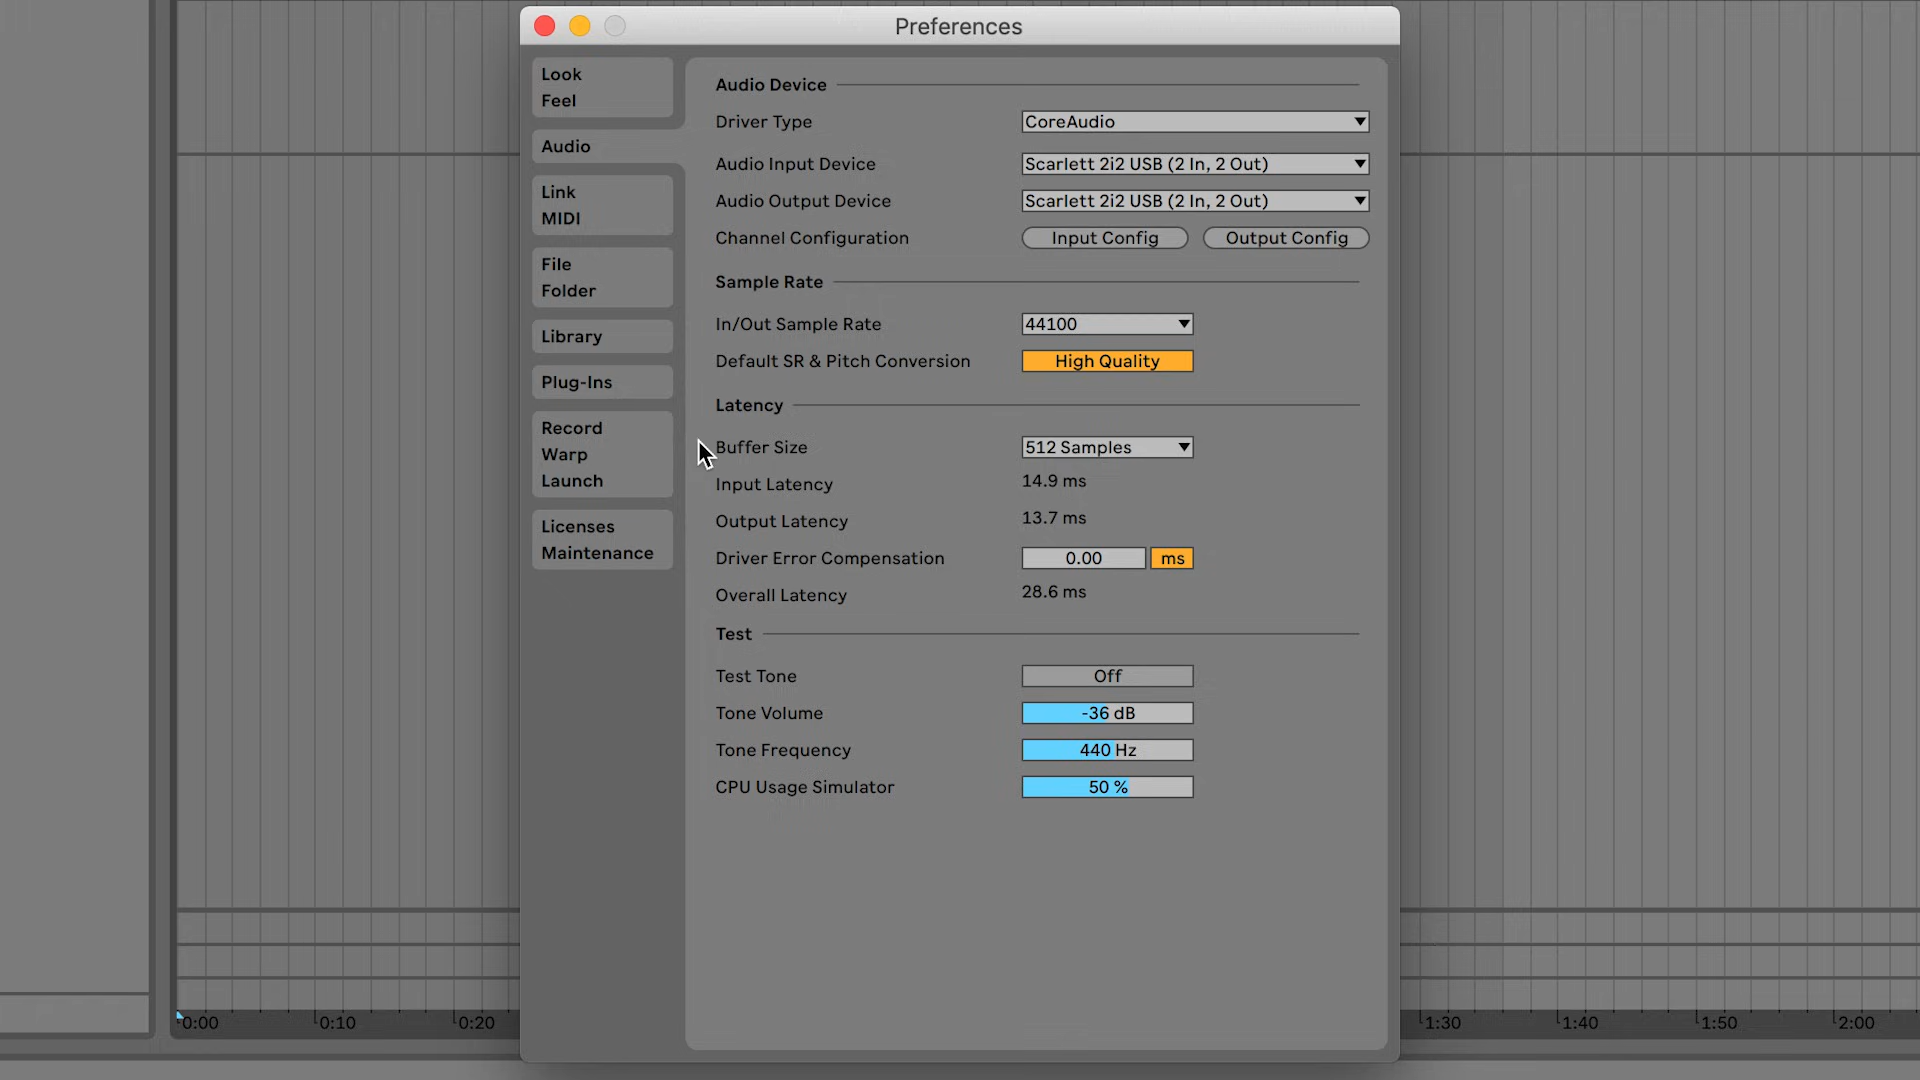 Preferences
Look
Feel
Audio
Link
MIDI
File
Folder
Library
Plug-Ins
Record
Warp
Launch
Licenses
Maintenance
Audio Device
Driver Type CoreAudio
Audio Input Device Scarlett 2i2 USB (2 In, 2 Out)
Audio Output Device Scarlett 2i2 USB (2 In, 2 Out)
Channel Configuration Input Config Output Config
Sample Rate
In/Out Sample Rate 44100
Default SR & Pitch Conversion High Quality
Latency
Buffer Size 512 Samples
Input Latency 14.9 ms
Output Latency 13.7 ms
Driver Error Compensation 0.00 ms
Overall Latency 28.6 ms
Test
Test Tone Off
Tone Volume -36 dB
Tone Frequency 440 Hz
CPU Usage Simulator 50 %
0:00 0:10 0:20 1:30 1:40 1:50 2:00